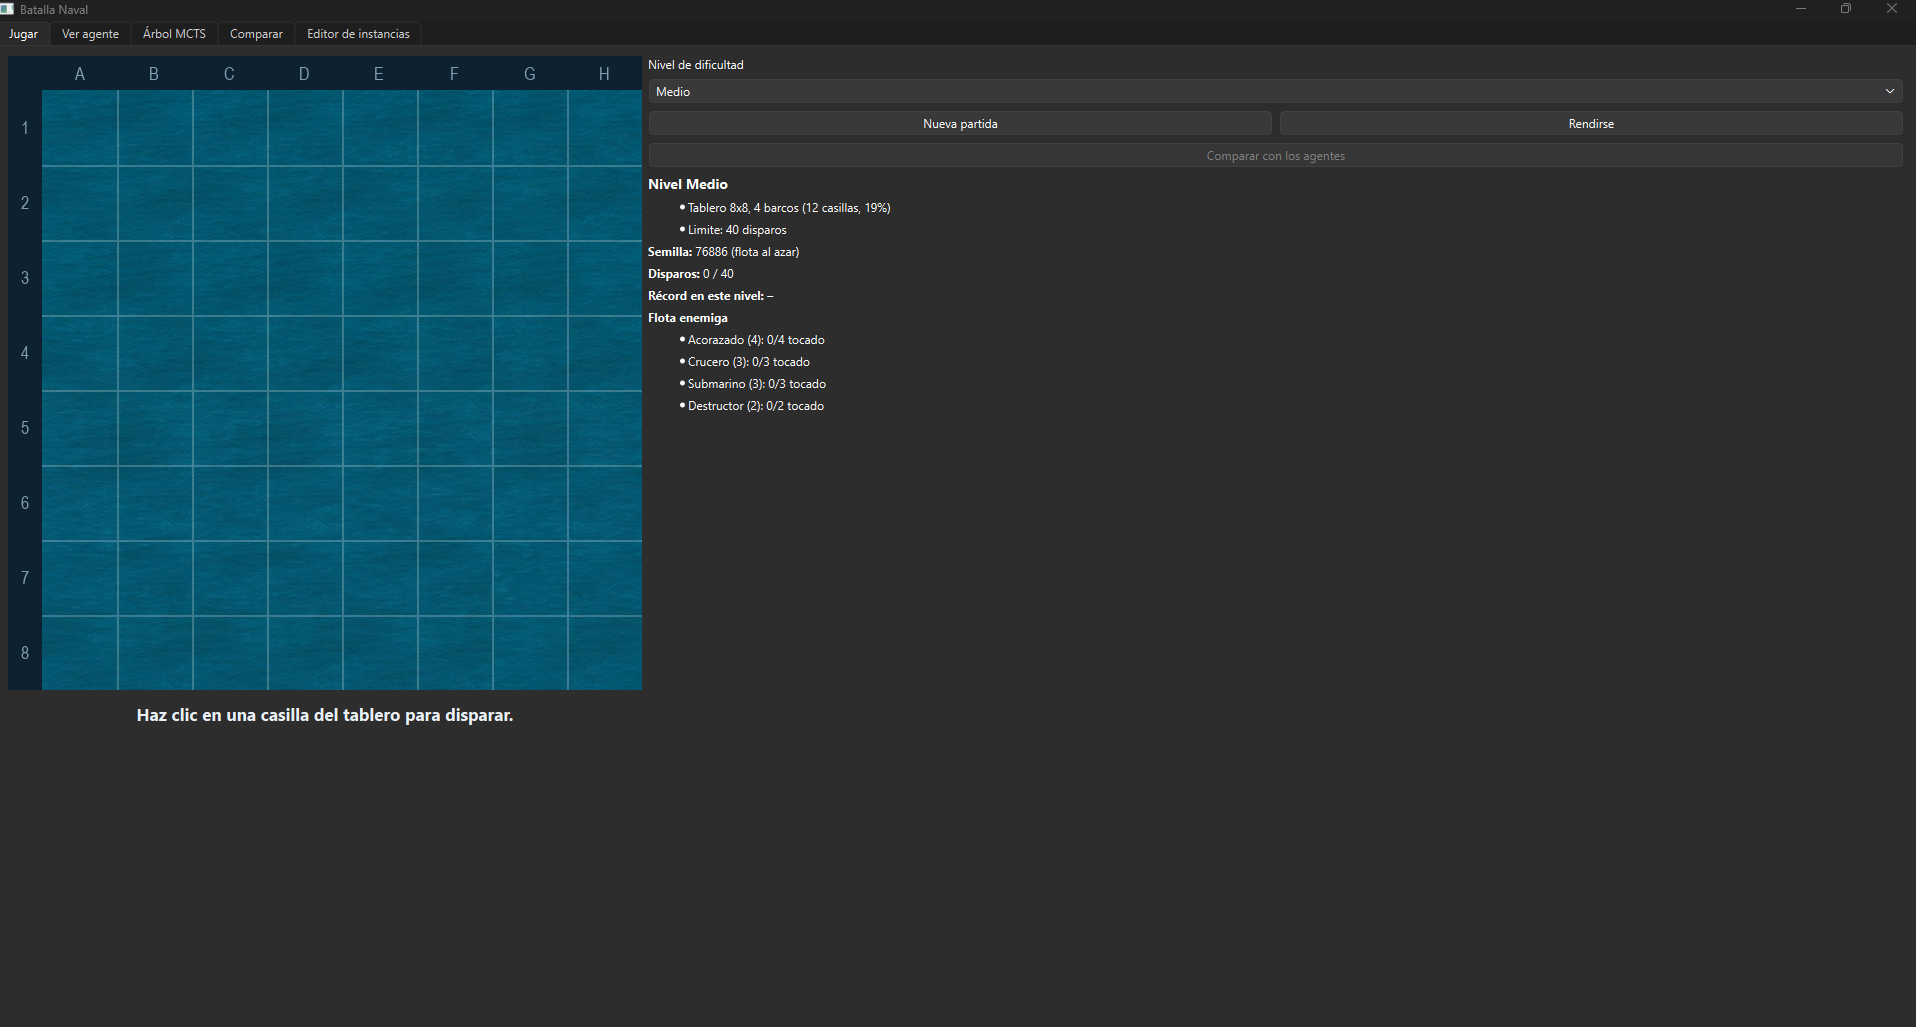 Batalla Naval
Jugar Ver agente Árbol MCTS Comparar Editor de instancias
A B C D E F G H
1
2
3
4
5
6
7
8
Haz clic en una casilla del tablero para disparar.
Nivel de dificultad
Medio
Nueva partida Rendirse
Comparar con los agentes
Nivel Medio
• Tablero 8x8, 4 barcos (12 casillas, 19%)
• Limite: 40 disparos
Semilla: 76886 (flota al azar)
Disparos: 0 / 40
Récord en este nivel: –
Flota enemiga
• Acorazado (4): 0/4 tocado
• Crucero (3): 0/3 tocado
• Submarino (3): 0/3 tocado
• Destructor (2): 0/2 tocado